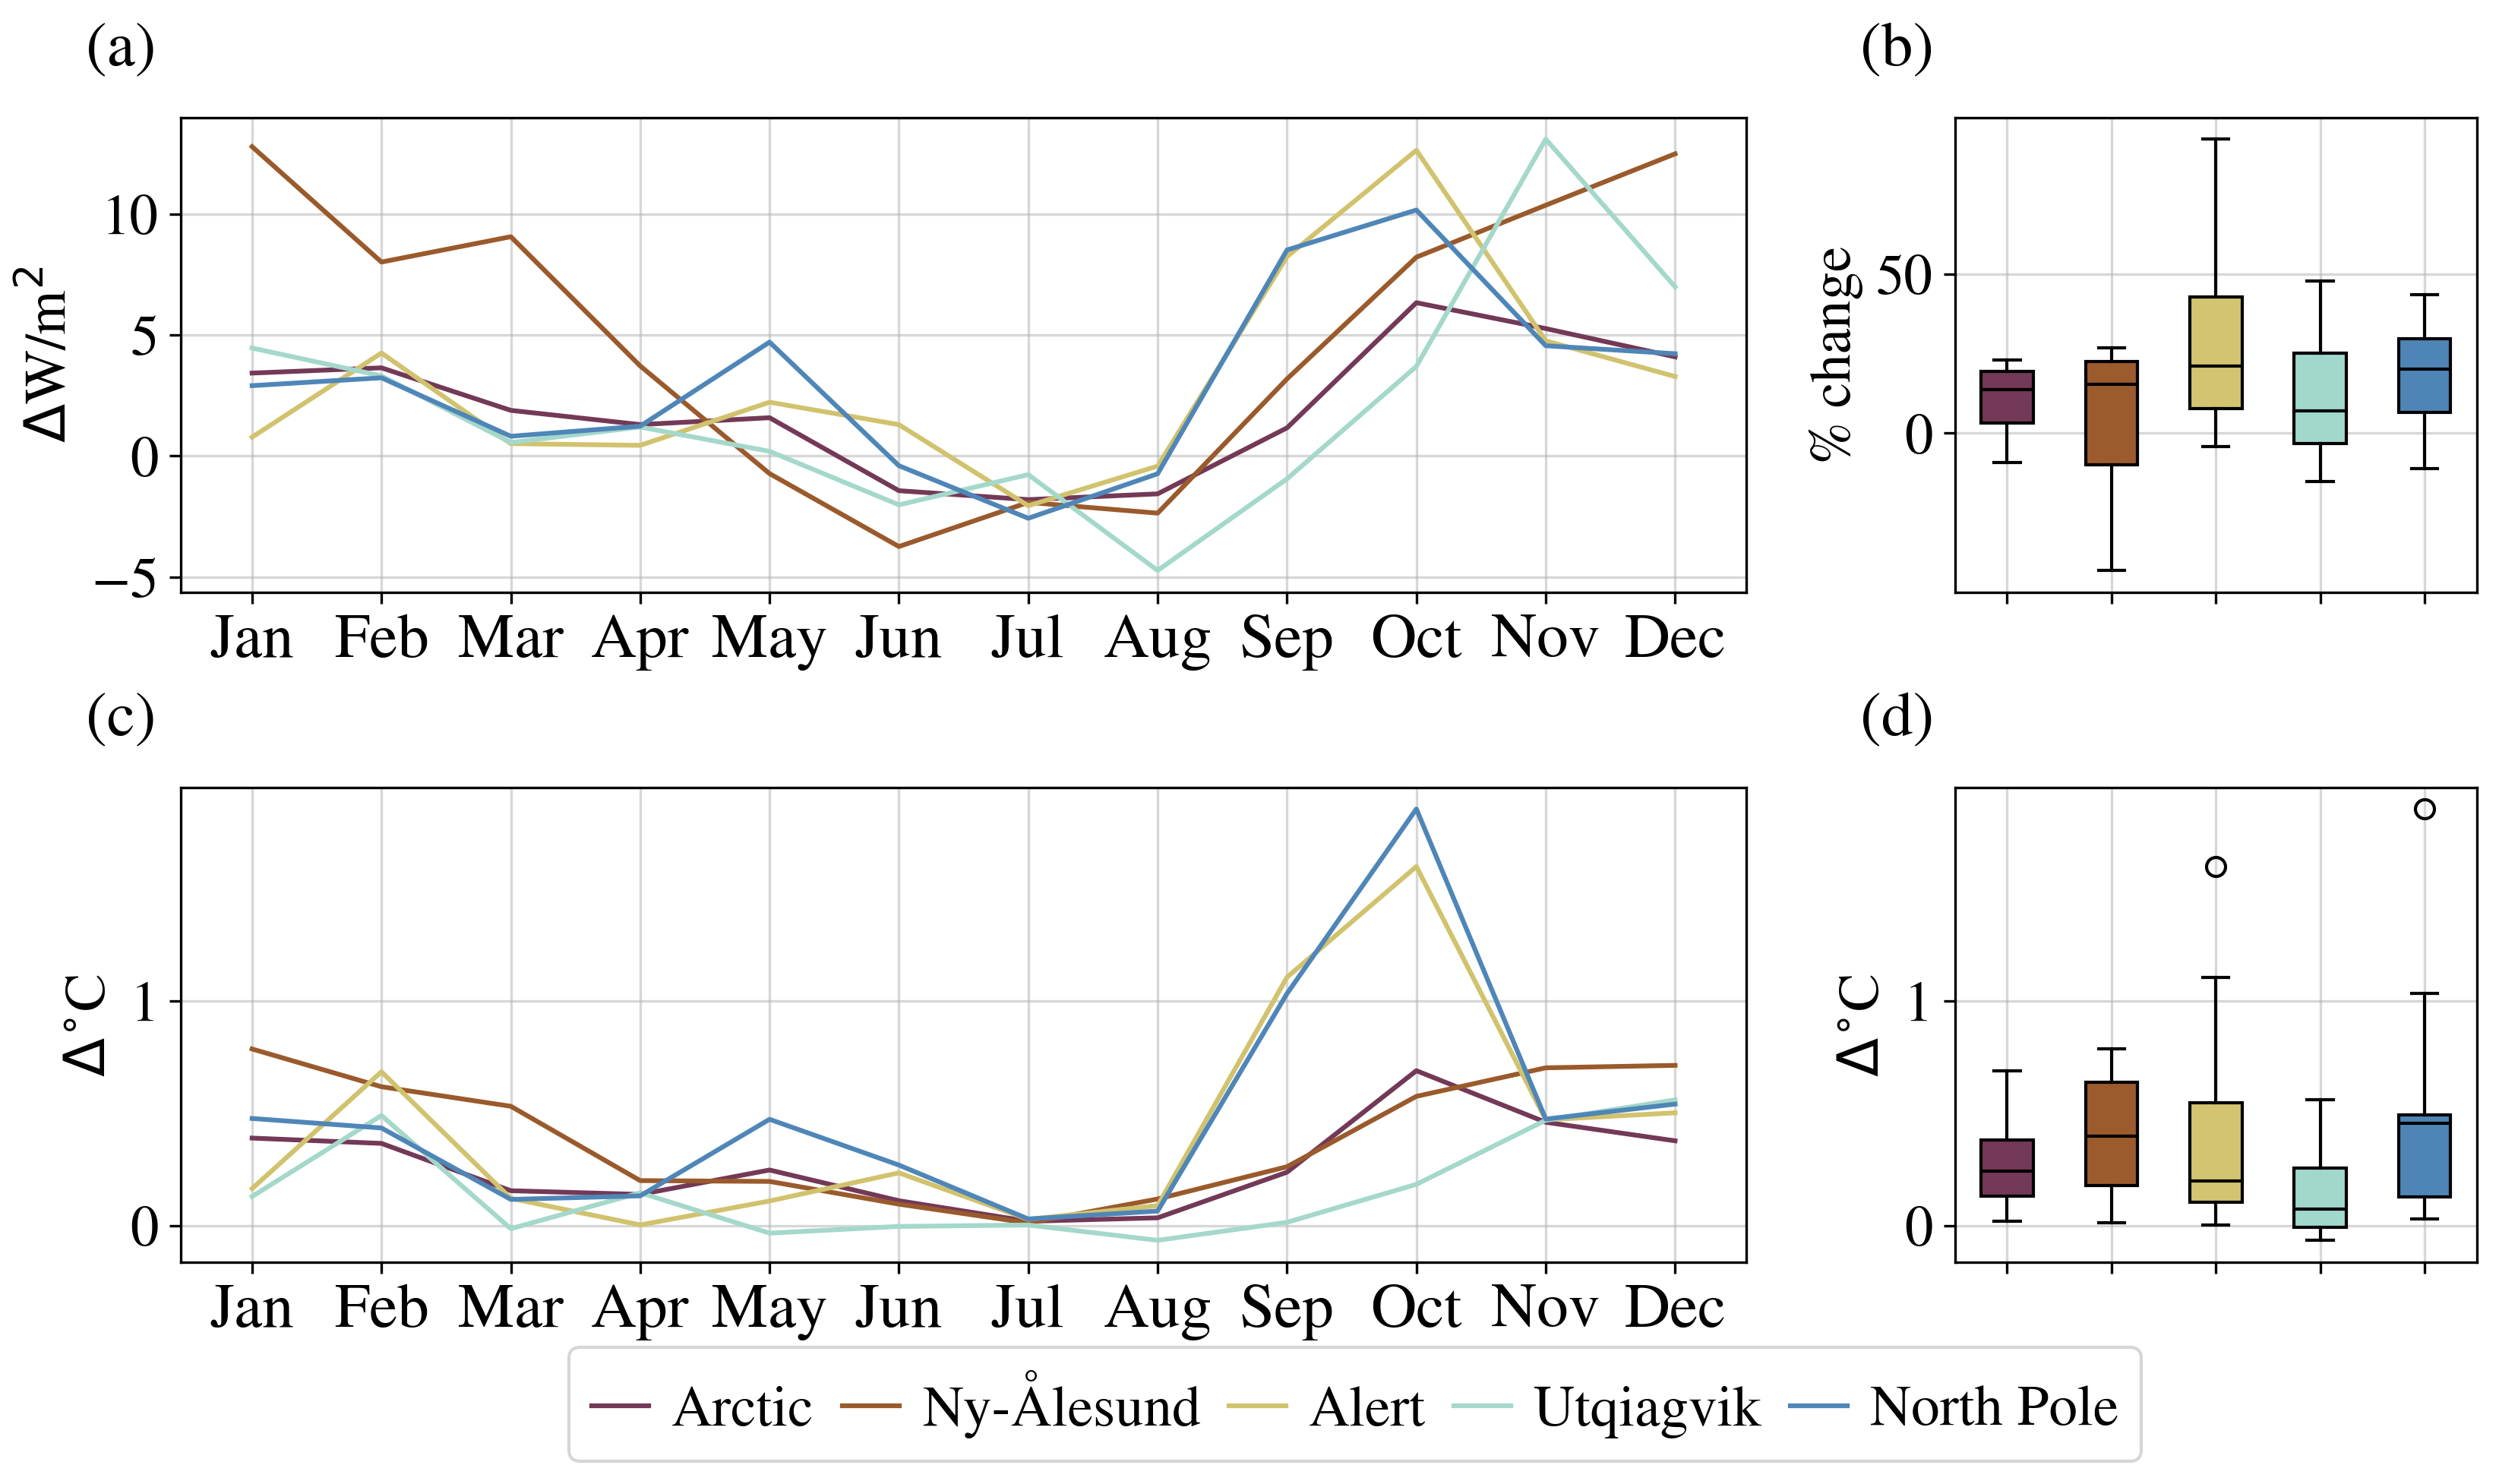 (a)
ΔW/m²
10
5
0
−5
Jan Feb Mar Apr May Jun Jul Aug Sep Oct Nov Dec
(b)
% change
50
0
(c)
Δ°C
1
0
Jan Feb Mar Apr May Jun Jul Aug Sep Oct Nov Dec
(d)
Δ°C
1
0
Arctic Ny-Ålesund Alert Utqiagvik North Pole